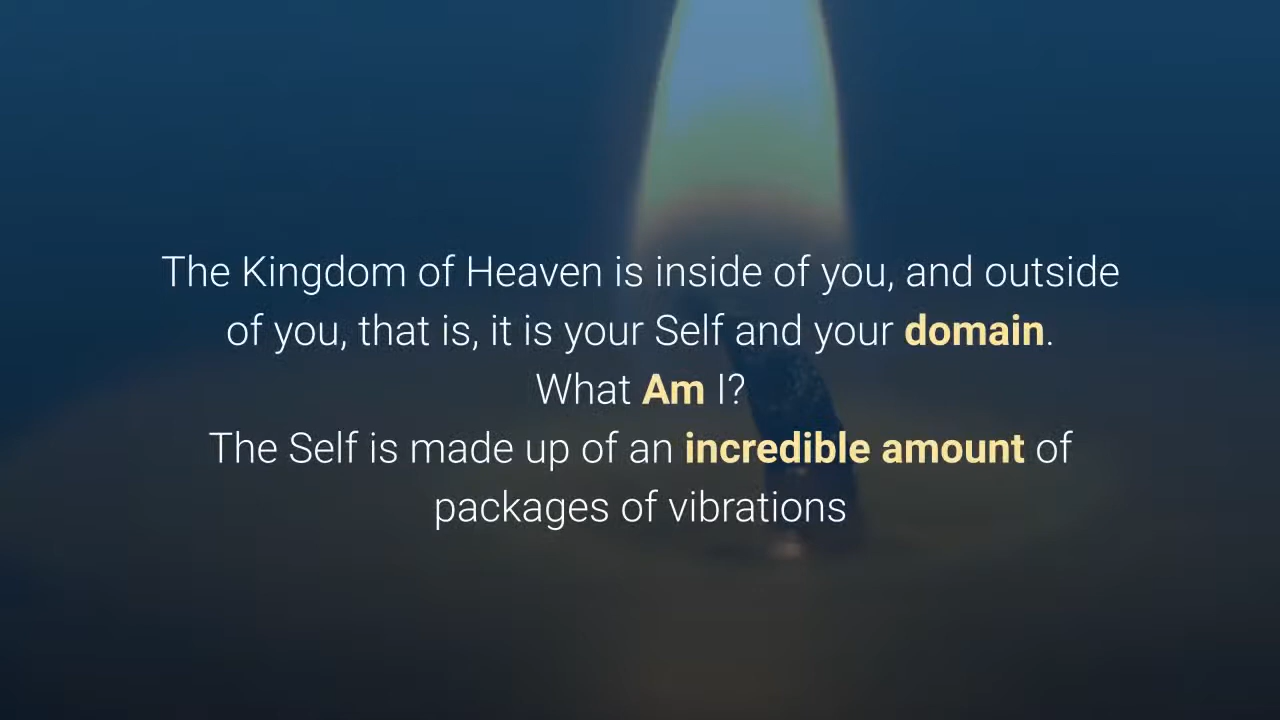 The Kingdom of Heaven is inside of you, and outside
of you, that is, it is your Self and your domain.
What Am I?
The Self is made up of an incredible amount of
packages of vibrations